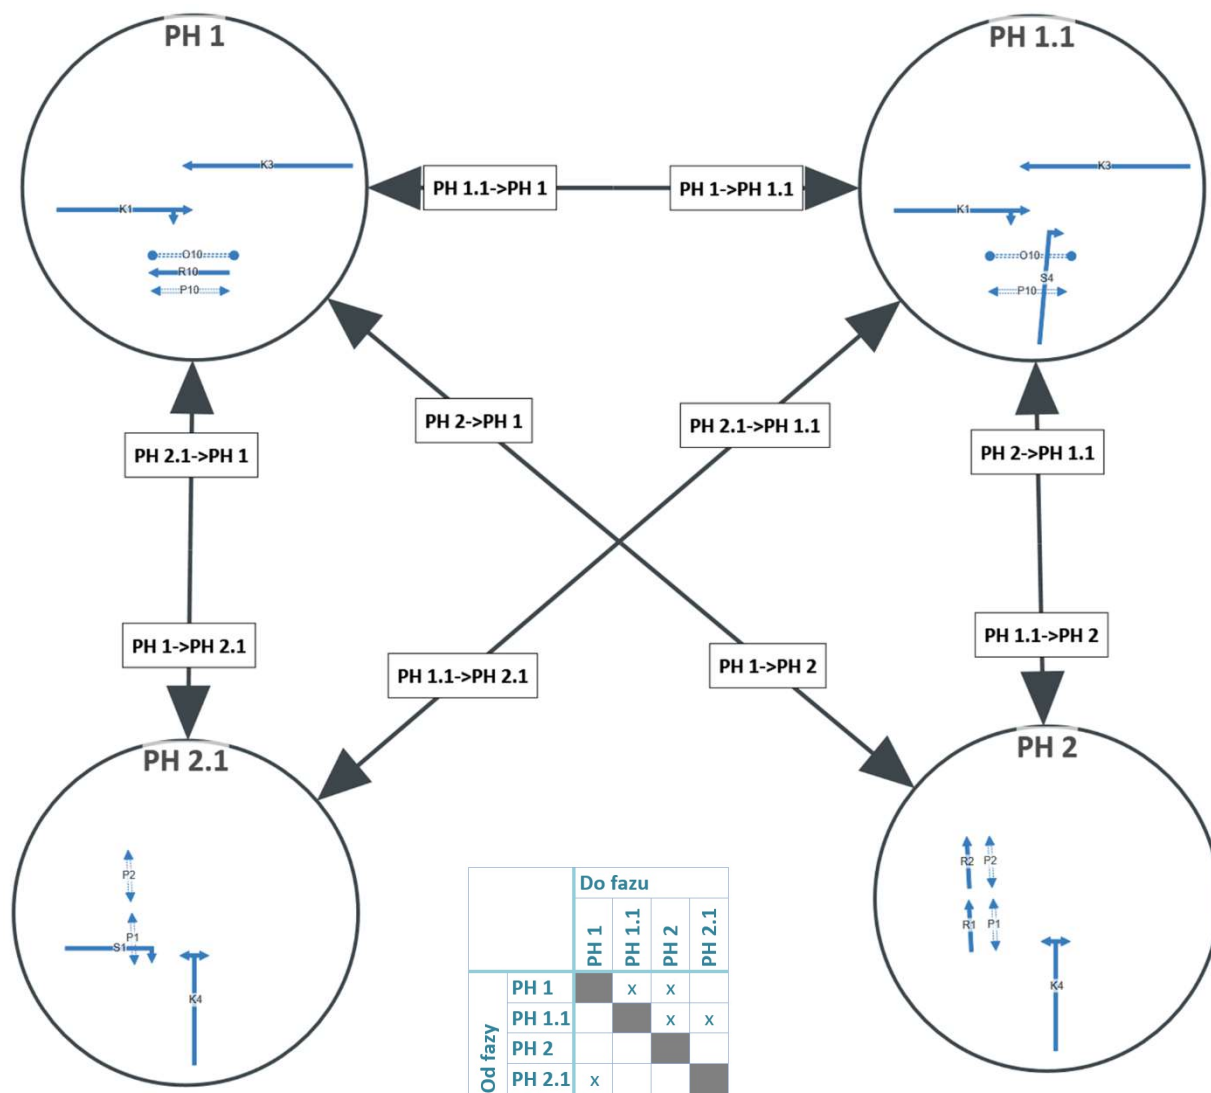 PH 1
PH 1.1
K3
K3
K1
K1
O10
R10
P10
O10
S4
P10
PH 1.1->PH 1
PH 1->PH 1.1
PH 2->PH 1
PH 2.1->PH 1.1
PH 2.1->PH 1
PH 2->PH 1.1
PH 1->PH 2.1
PH 1.1->PH 2.1
PH 1->PH 2
PH 1.1->PH 2
PH 2.1
PH 2
P2
P1
S1
K4
R2
P2
R1
P1
K4
Do fazu
PH 1
PH 1.1
PH 2
PH 2.1
Od fazy
PH 1 x x
PH 1.1 x x
PH 2
PH 2.1 x